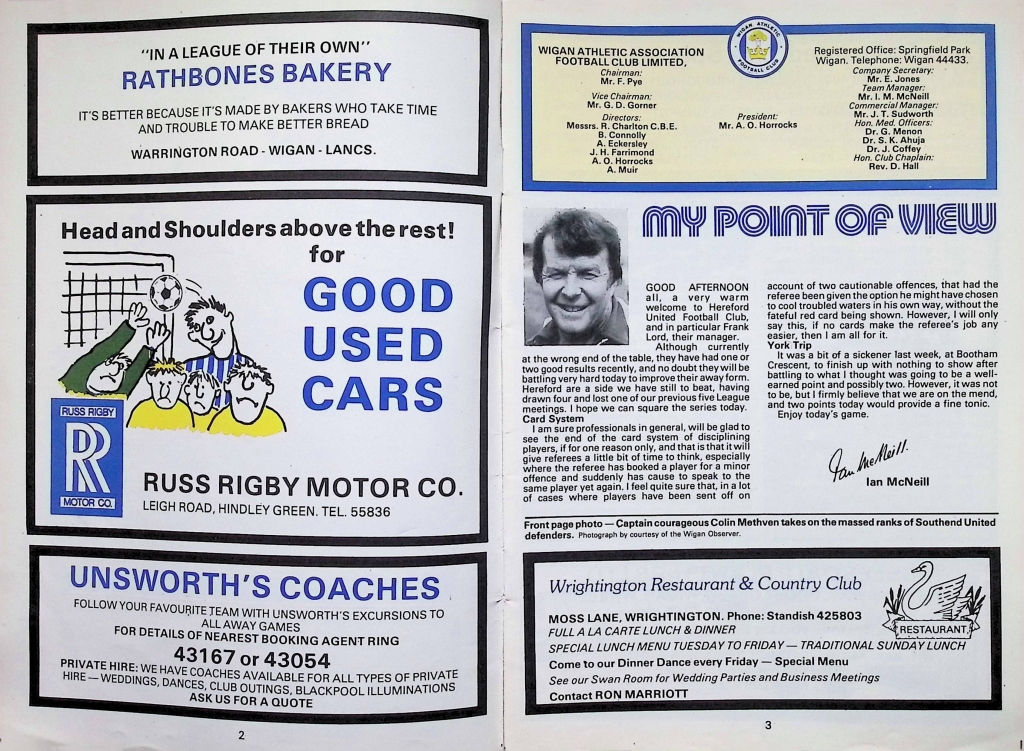 "IN A LEAGUE OF THEIR OWN"
RATHBONES BAKERY
IT'S BETTER BECAUSE IT'S MADE BY BAKERS WHO TAKE TIME
AND TROUBLE TO MAKE BETTER BREAD
WARRINGTON ROAD - WIGAN - LANCS.
Head and Shoulders above the rest!
for
GOOD
USED
CARS
RUSS RIGBY
RR
MOTOR CO.
RUSS RIGBY MOTOR CO.
LEIGH ROAD, HINDLEY GREEN. TEL. 55836
UNSWORTH'S COACHES
FOLLOW YOUR FAVOURITE TEAM WITH UNSWORTH'S EXCURSIONS TO
ALL AWAY GAMES
FOR DETAILS OF NEAREST BOOKING AGENT RING
43167 or 43054
PRIVATE HIRE: WE HAVE COACHES AVAILABLE FOR ALL TYPES OF PRIVATE
HIRE — WEDDINGS, DANCES, CLUB OUTINGS, BLACKPOOL ILLUMINATIONS
ASK US FOR A QUOTE
2
WIGAN ATHLETIC ASSOCIATION
FOOTBALL CLUB LIMITED,
Chairman:
Mr. F. Pye
Vice Chairman:
Mr. G. D. Gorner
Directors:
Messrs. R. Charlton C.B.E.
B. Connolly
A. Eckersley
J. H. Farrimond
A. O. Horrocks
A. Muir
WIGAN ATHLETIC
FOOTBALL CLUB
President:
Mr. A. O. Horrocks
Registered Office: Springfield Park
Wigan. Telephone: Wigan 44433.
Company Secretary:
Mr. E. Jones
Team Manager:
Mr. I. M. McNeill
Commercial Manager:
Mr. J. T. Sudworth
Hon. Med. Officers:
Dr. G. Menon
Dr. S. K. Ahuja
Dr. J. Coffey
Hon. Club Chaplain:
Rev. D. Hall
MY POINT OF VIEW
GOOD AFTERNOON
all, a very warm
welcome to Hereford
United Football Club,
and in particular Frank
Lord, their manager.
Although currently
at the wrong end of the table, they have had one or
two good results recently, and no doubt they will be
battling very hard today to improve their away form.
Hereford are a side we have still to beat, having
drawn four and lost one of our previous five League
meetings. I hope we can square the series today.
Card System
I am sure professionals in general, will be glad to
see the end of the card system of disciplining
players, if for one reason only, and that is that it will
give referees a little bit of time to think, especially
where the referee has booked a player for a minor
offence and suddenly has cause to speak to the
same player yet again. I feel quite sure that, in a lot
of cases where players have been sent off on
account of two cautionable offences, that had the
referee been given the option he might have chosen
to cool troubled waters in his own way, without the
fateful red card being shown. However, I will only
say this, if no cards make the referee's job any
easier, then I am all for it.
York Trip
It was a bit of a sickener last week, at Bootham
Crescent, to finish up with nothing to show after
battling to what I thought was going to be a well-
earned point and possibly two. However, it was not
to be, but I firmly believe that we are on the mend,
and two points today would provide a fine tonic.
Enjoy today's game.
Ian McNeill.
Ian McNeill
Front page photo — Captain courageous Colin Methven takes on the massed ranks of Southend United
defenders. Photograph by courtesy of the Wigan Observer.
Wrightington Restaurant & Country Club
MOSS LANE, WRIGHTINGTON. Phone: Standish 425803
FULL A LA CARTE LUNCH & DINNER
SPECIAL LUNCH MENU TUESDAY TO FRIDAY — TRADITIONAL SUNDAY LUNCH
Come to our Dinner Dance every Friday — Special Menu
See our Swan Room for Wedding Parties and Business Meetings
Contact RON MARRIOTT
RESTAURANT
3